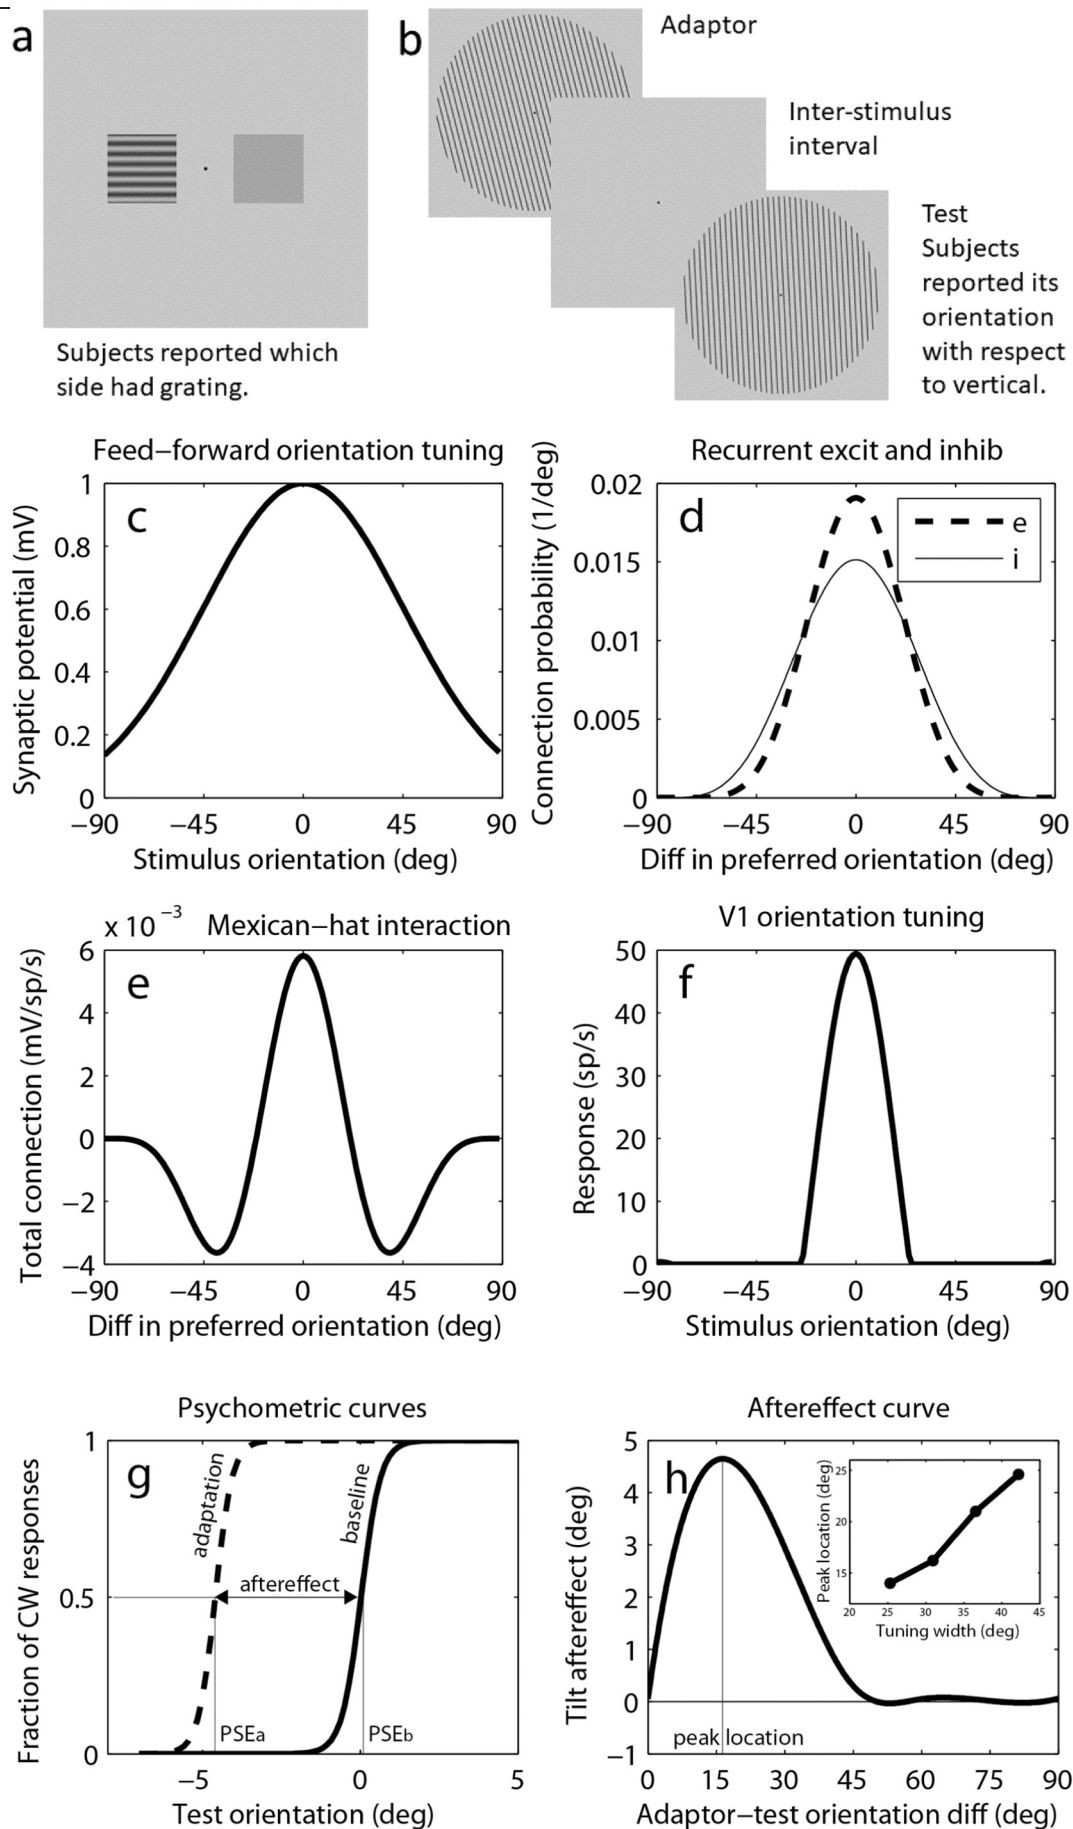 a
Subjects reported which
side had grating.
b
Adaptor
Inter-stimulus
interval
Test
Subjects
reported its
orientation
with respect
to vertical.
Feed−forward orientation tuning
c
Synaptic potential (mV)
1
0.8
0.6
0.4
0.2
0
−90 −45 0 45 90
Stimulus orientation (deg)
Recurrent excit and inhib
d
Connection probability (1/deg)
0.02
0.015
0.01
0.005
0
e
i
−90 −45 0 45 90
Diff in preferred orientation (deg)
x 10 −3
Mexican−hat interaction
e
Total connection (mV/sp/s)
6
4
2
0
−2
−4
−90 −45 0 45 90
Diff in preferred orientation (deg)
V1 orientation tuning
f
Response (sp/s)
50
40
30
20
10
0
−90 −45 0 45 90
Stimulus orientation (deg)
Psychometric curves
g
Fraction of CW responses
1
0.5
0
adaptation
baseline
aftereffect
PSEa
PSEb
−5 0 5
Test orientation (deg)
Aftereffect curve
h
Tilt aftereffect (deg)
5
4
3
2
1
0
−1
Peak location (deg)
25
20
15
20 25 30 35 40 45
Tuning width (deg)
peak location
0 15 30 45 60 75 90
Adaptor−test orientation diff (deg)